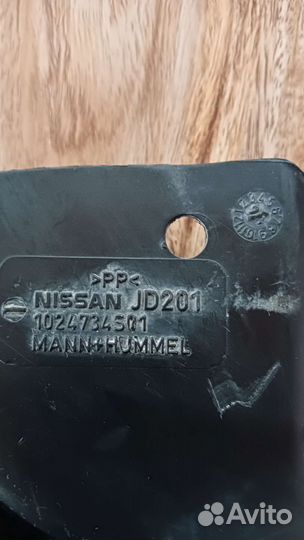 >PP<
NISSAN JD201
1024734S01
MANN+HUMMEL
Avito